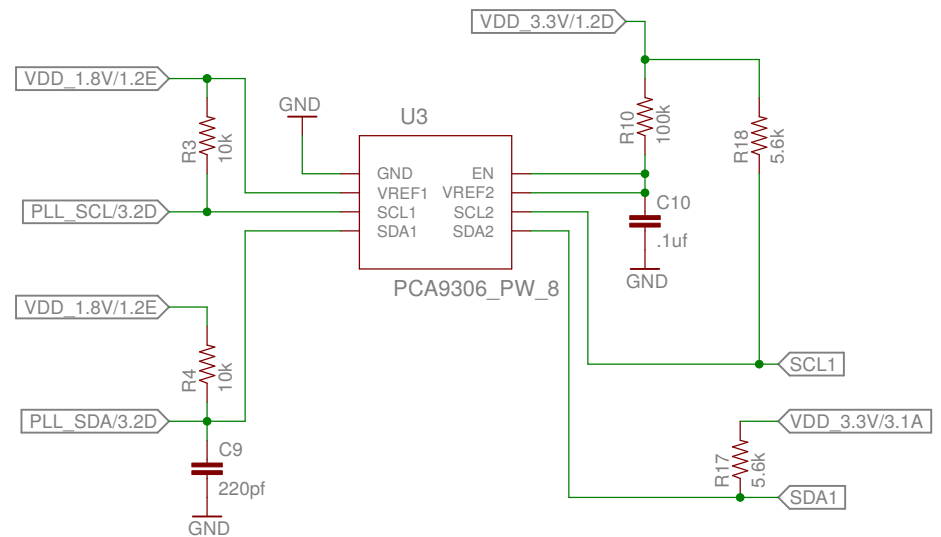 VDD_3.3V/1.2D
VDD_1.8V/1.2E
GND
U3
R3
10k
R10
100k
R18
5.6k
GND
VREF1
SCL1
SDA1
EN
VREF2
SCL2
SDA2
PLL_SCL/3.2D
C10
.1uf
GND
PCA9306_PW_8
VDD_1.8V/1.2E
R4
10k
SCL1
PLL_SDA/3.2D
VDD_3.3V/3.1A
C9
220pf
R17
5.6k
SDA1
GND